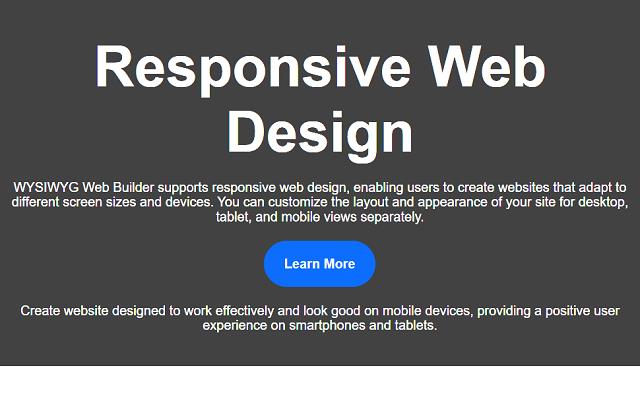 Responsive Web
Design
WYSIWYG Web Builder supports responsive web design, enabling users to create websites that adapt to
different screen sizes and devices. You can customize the layout and appearance of your site for desktop,
tablet, and mobile views separately.
Learn More
Create website designed to work effectively and look good on mobile devices, providing a positive user
experience on smartphones and tablets.